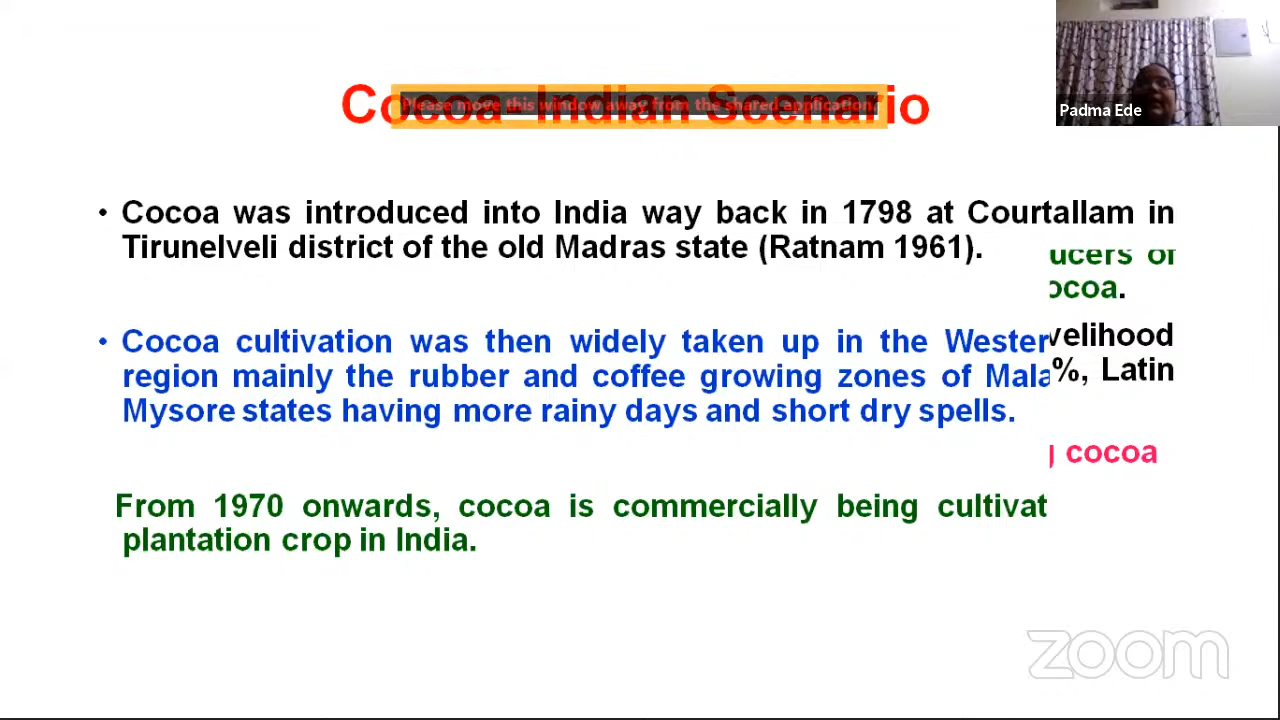 Cocoa- Indian Scenario
Please move this window away from the shared application.
Padma Ede
• Cocoa was introduced into India way back in 1798 at Courtallam in
Tirunelveli district of the old Madras state (Ratnam 1961).
ucers of
ocoa.
• Cocoa cultivation was then widely taken up in the Wester
velihood
region mainly the rubber and coffee growing zones of Mala
%, Latin
Mysore states having more rainy days and short dry spells.
g cocoa
From 1970 onwards, cocoa is commercially being cultivat
plantation crop in India.
zoom